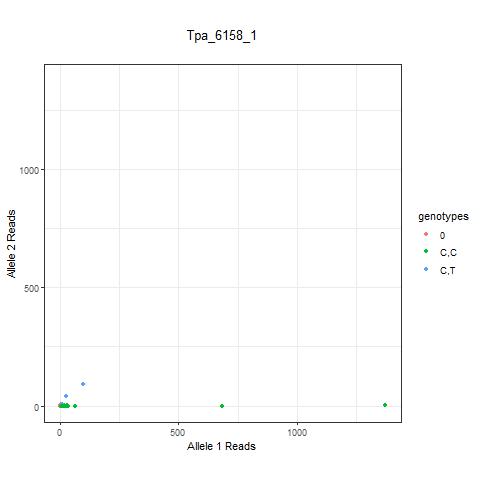 Tpa_6158_1
1000
500
0
Allele 2 Reads
0
500
1000
Allele 1 Reads
genotypes
0
C,C
C,T